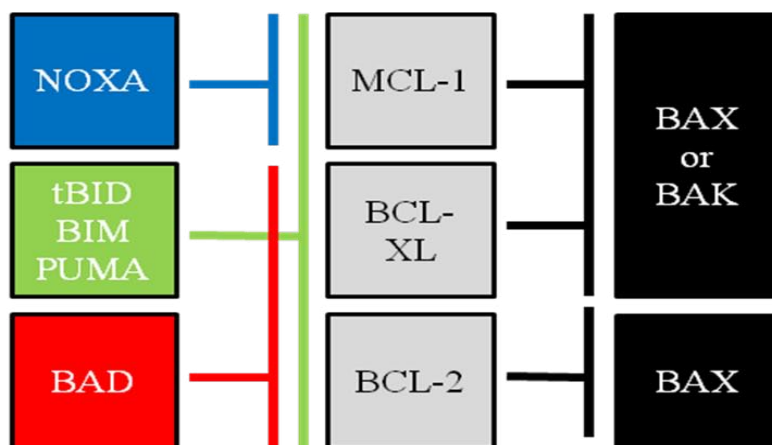 NOXA
MCL-1
BAX
or
BAK
tBID
BIM
PUMA
BCL-
XL
BAD
BCL-2
BAX